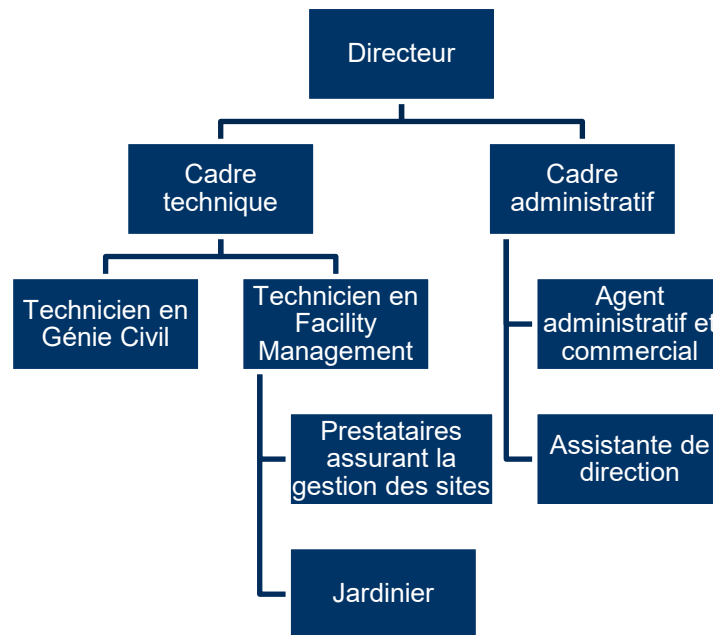 Directeur
Cadre
technique
Cadre
administratif
Technicien en
Génie Civil
Technicien en
Facility
Management
Agent
administratif et
commercial
Prestataires
assurant la
gestion des sites
Assistante de
direction
Jardinier